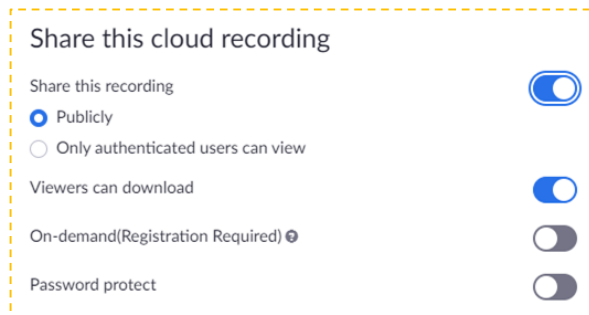 Share this cloud recording
Share this recording
Publicly
Only authenticated users can view
Viewers can download
On-demand(Registration Required) ?
Password protect